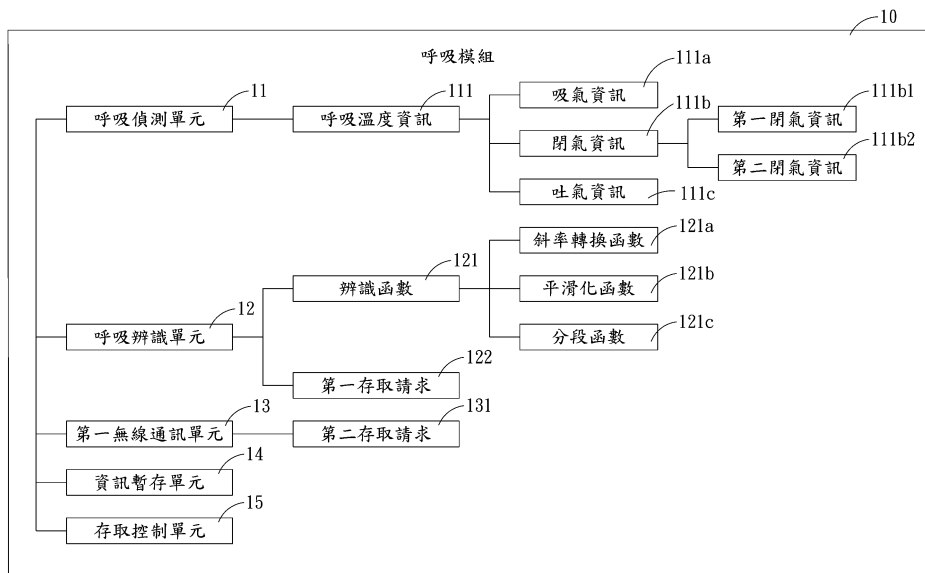 10
呼吸模組
11
呼吸偵測單元
111
呼吸溫度資訊
111a
吸氣資訊
111b
閉氣資訊
111b1
第一閉氣資訊
111b2
第二閉氣資訊
吐氣資訊
111c
12
呼吸辨識單元
121
辨識函數
121a
斜率轉換函數
121b
平滑化函數
121c
分段函數
122
第一存取請求
13
第一無線通訊單元
131
第二存取請求
14
資訊暫存單元
15
存取控制單元